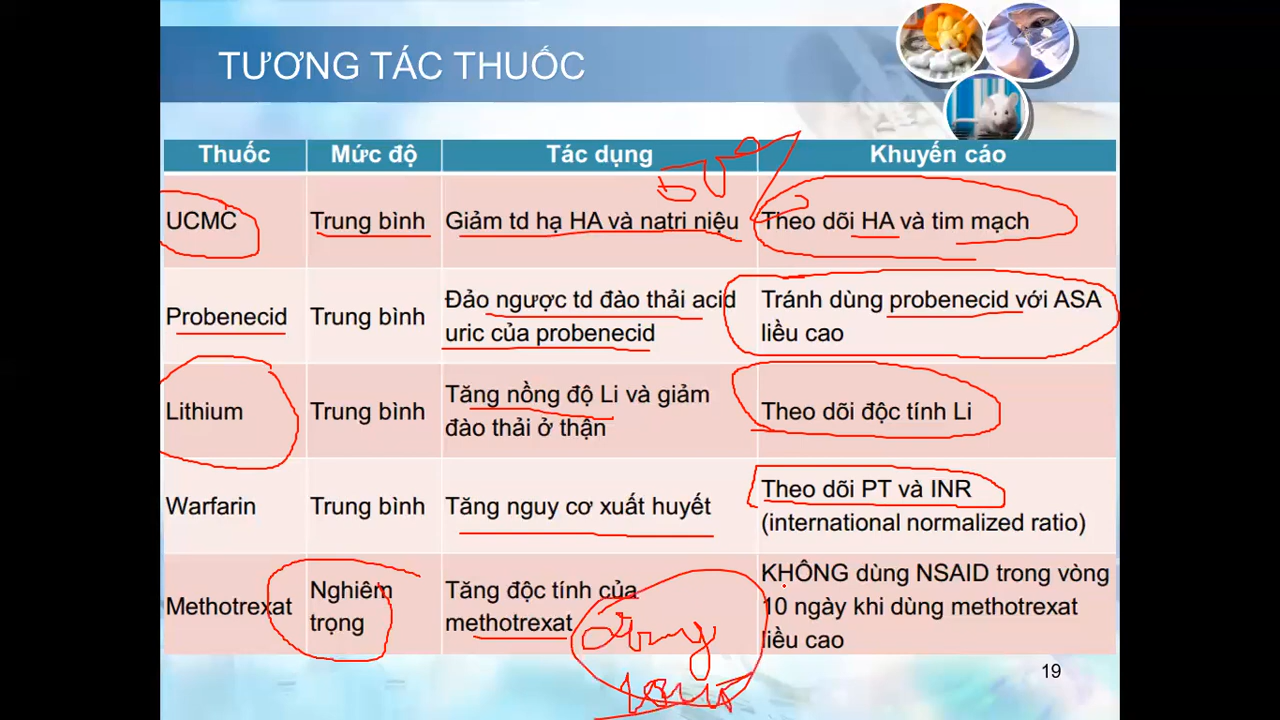 TƯƠNG TÁC THUỐC
Thuốc Mức độ Tác dụng Khuyến cáo
UCMC Trung bình Giảm td hạ HA và natri niệu Theo dõi HA và tim mạch
Probenecid Trung bình Đảo ngược td đào thải acid
uric của probenecid Tránh dùng probenecid với ASA
liều cao
Lithium Trung bình Tăng nồng độ Li và giảm
đào thải ở thận Theo dõi độc tính Li
Warfarin Trung bình Tăng nguy cơ xuất huyết Theo dõi PT và INR
(international normalized ratio)
Methotrexat Nghiêm
trọng Tăng độc tính của
methotrexat KHÔNG dùng NSAID trong vòng
10 ngày khi dùng methotrexat
liều cao
19